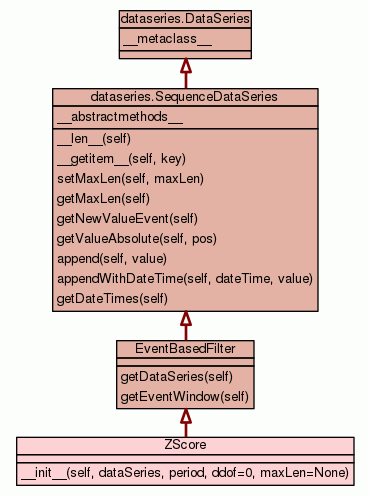 dataseries.DataSeries
__metaclass__
dataseries.SequenceDataSeries
__abstractmethods__
__len__(self)
__getitem__(self, key)
setMaxLen(self, maxLen)
getMaxLen(self)
getNewValueEvent(self)
getValueAbsolute(self, pos)
append(self, value)
appendWithDateTime(self, dateTime, value)
getDateTimes(self)
EventBasedFilter
getDataSeries(self)
getEventWindow(self)
ZScore
__init__(self, dataSeries, period, ddof=0, maxLen=None)